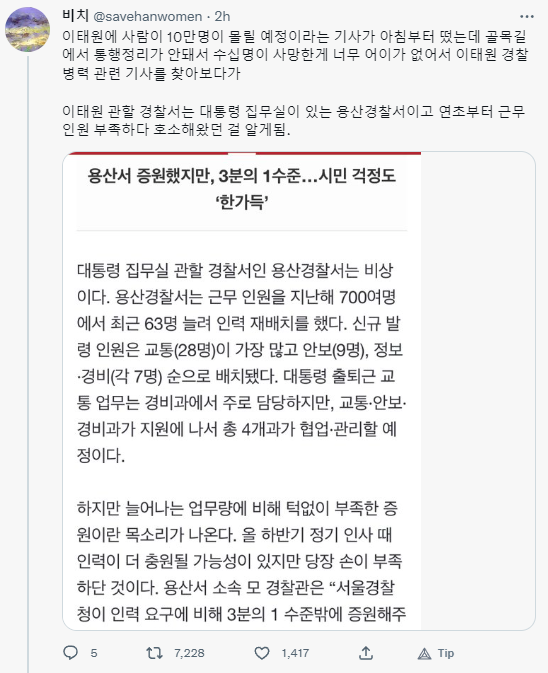 비치 @savehanwomen · 2h
이태원에 사람이 10만명이 몰릴 예정이라는 기사가 아침부터 떴는데 골목길
에서 통행정리가 안돼서 수십명이 사망한게 너무 어이가 없어서 이태원 경찰
병력 관련 기사를 찾아보다가
이태원 관할 경찰서는 대통령 집무실이 있는 용산경찰서이고 연초부터 근무
인원 부족하다 호소해왔던 걸 알게됨.
용산서 증원했지만, 3분의 1수준…시민 걱정도
‘한가득’
대통령 집무실 관할 경찰서인 용산경찰서는 비상
이다. 용산경찰서는 근무 인원을 지난해 700여명
에서 최근 63명 늘려 인력 재배치를 했다. 신규 발
령 인원은 교통(28명)이 가장 많고 안보(9명), 정보
·경비(각 7명) 순으로 배치됐다. 대통령 출퇴근 교
통 업무는 경비과에서 주로 담당하지만, 교통·안보·
경비과가 지원에 나서 총 4개과가 협업·관리할 예
정이다.
하지만 늘어나는 업무량에 비해 턱없이 부족한 증
원이란 목소리가 나온다. 올 하반기 정기 인사 때
인력이 더 충원될 가능성이 있지만 당장 손이 부족
하단 것이다. 용산서 소속 모 경찰관은 “서울경찰
청이 인력 요구에 비해 3분의 1 수준밖에 증원해주
5 7,228 1,417 Tip